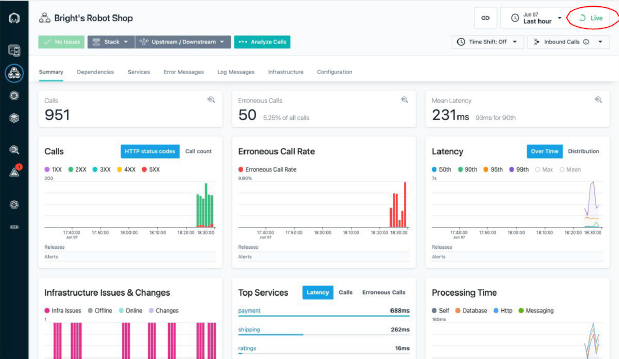 Bright's Robot Shop
Jun 07
Last hour
Live
No Issues
Stack
Upstream / Downstream
Analyze Calls
Time Shift: Off
Inbound Calls
Summary
Dependencies
Services
Error Messages
Log Messages
Infrastructure
Configuration
Calls
951
Erroneous Calls
50 5.25% of all calls
Mean Latency
231ms 93ms for 90th
Calls
HTTP status codes
Call count
1XX 2XX 3XX 4XX 5XX
200
17:40:00 17:50:00 18:00:00 18:10:00 18:20:00 18:30:00
Jun 07
Releases
Alerts
Erroneous Call Rate
Erroneous Call Rate
9.80%
17:40:00 17:50:00 18:00:00 18:10:00 18:20:00 18:30:00
Jun 07
Releases
Alerts
Latency
Over Time
Distribution
50th 90th 95th 99th Max Mean
7s
17:40:00 17:50:00 18:00:00 18:10:00 18:20:00 18:30:00
Jun 07
Releases
Alerts
Infrastructure Issues & Changes
Infra Issues Offline Online Changes
1
Top Services
Latency
Calls
Erroneous Calls
payment 688ms
shipping 262ms
ratings 16ms
Processing Time
Self Database Http Messaging